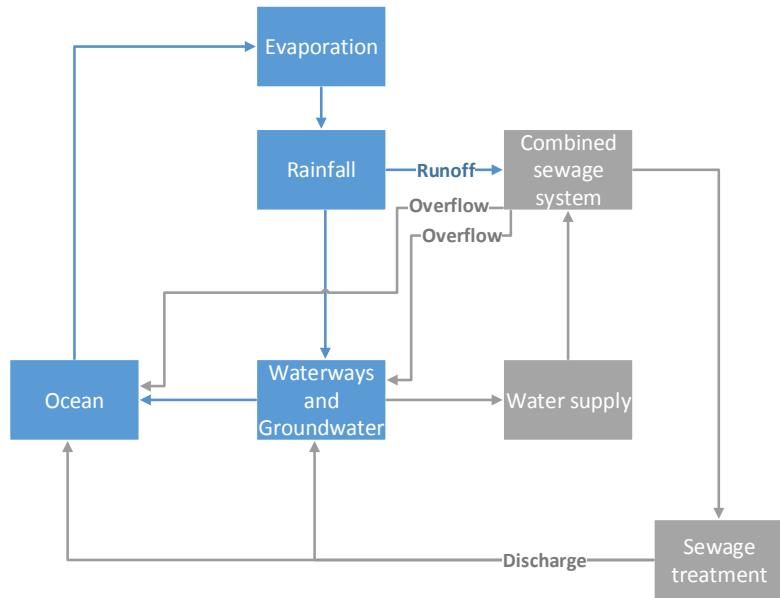 Evaporation
Rainfall
Runoff
Combined
sewage
system
Overflow
Overflow
Ocean
Waterways
and
Groundwater
Water supply
Discharge
Sewage
treatment